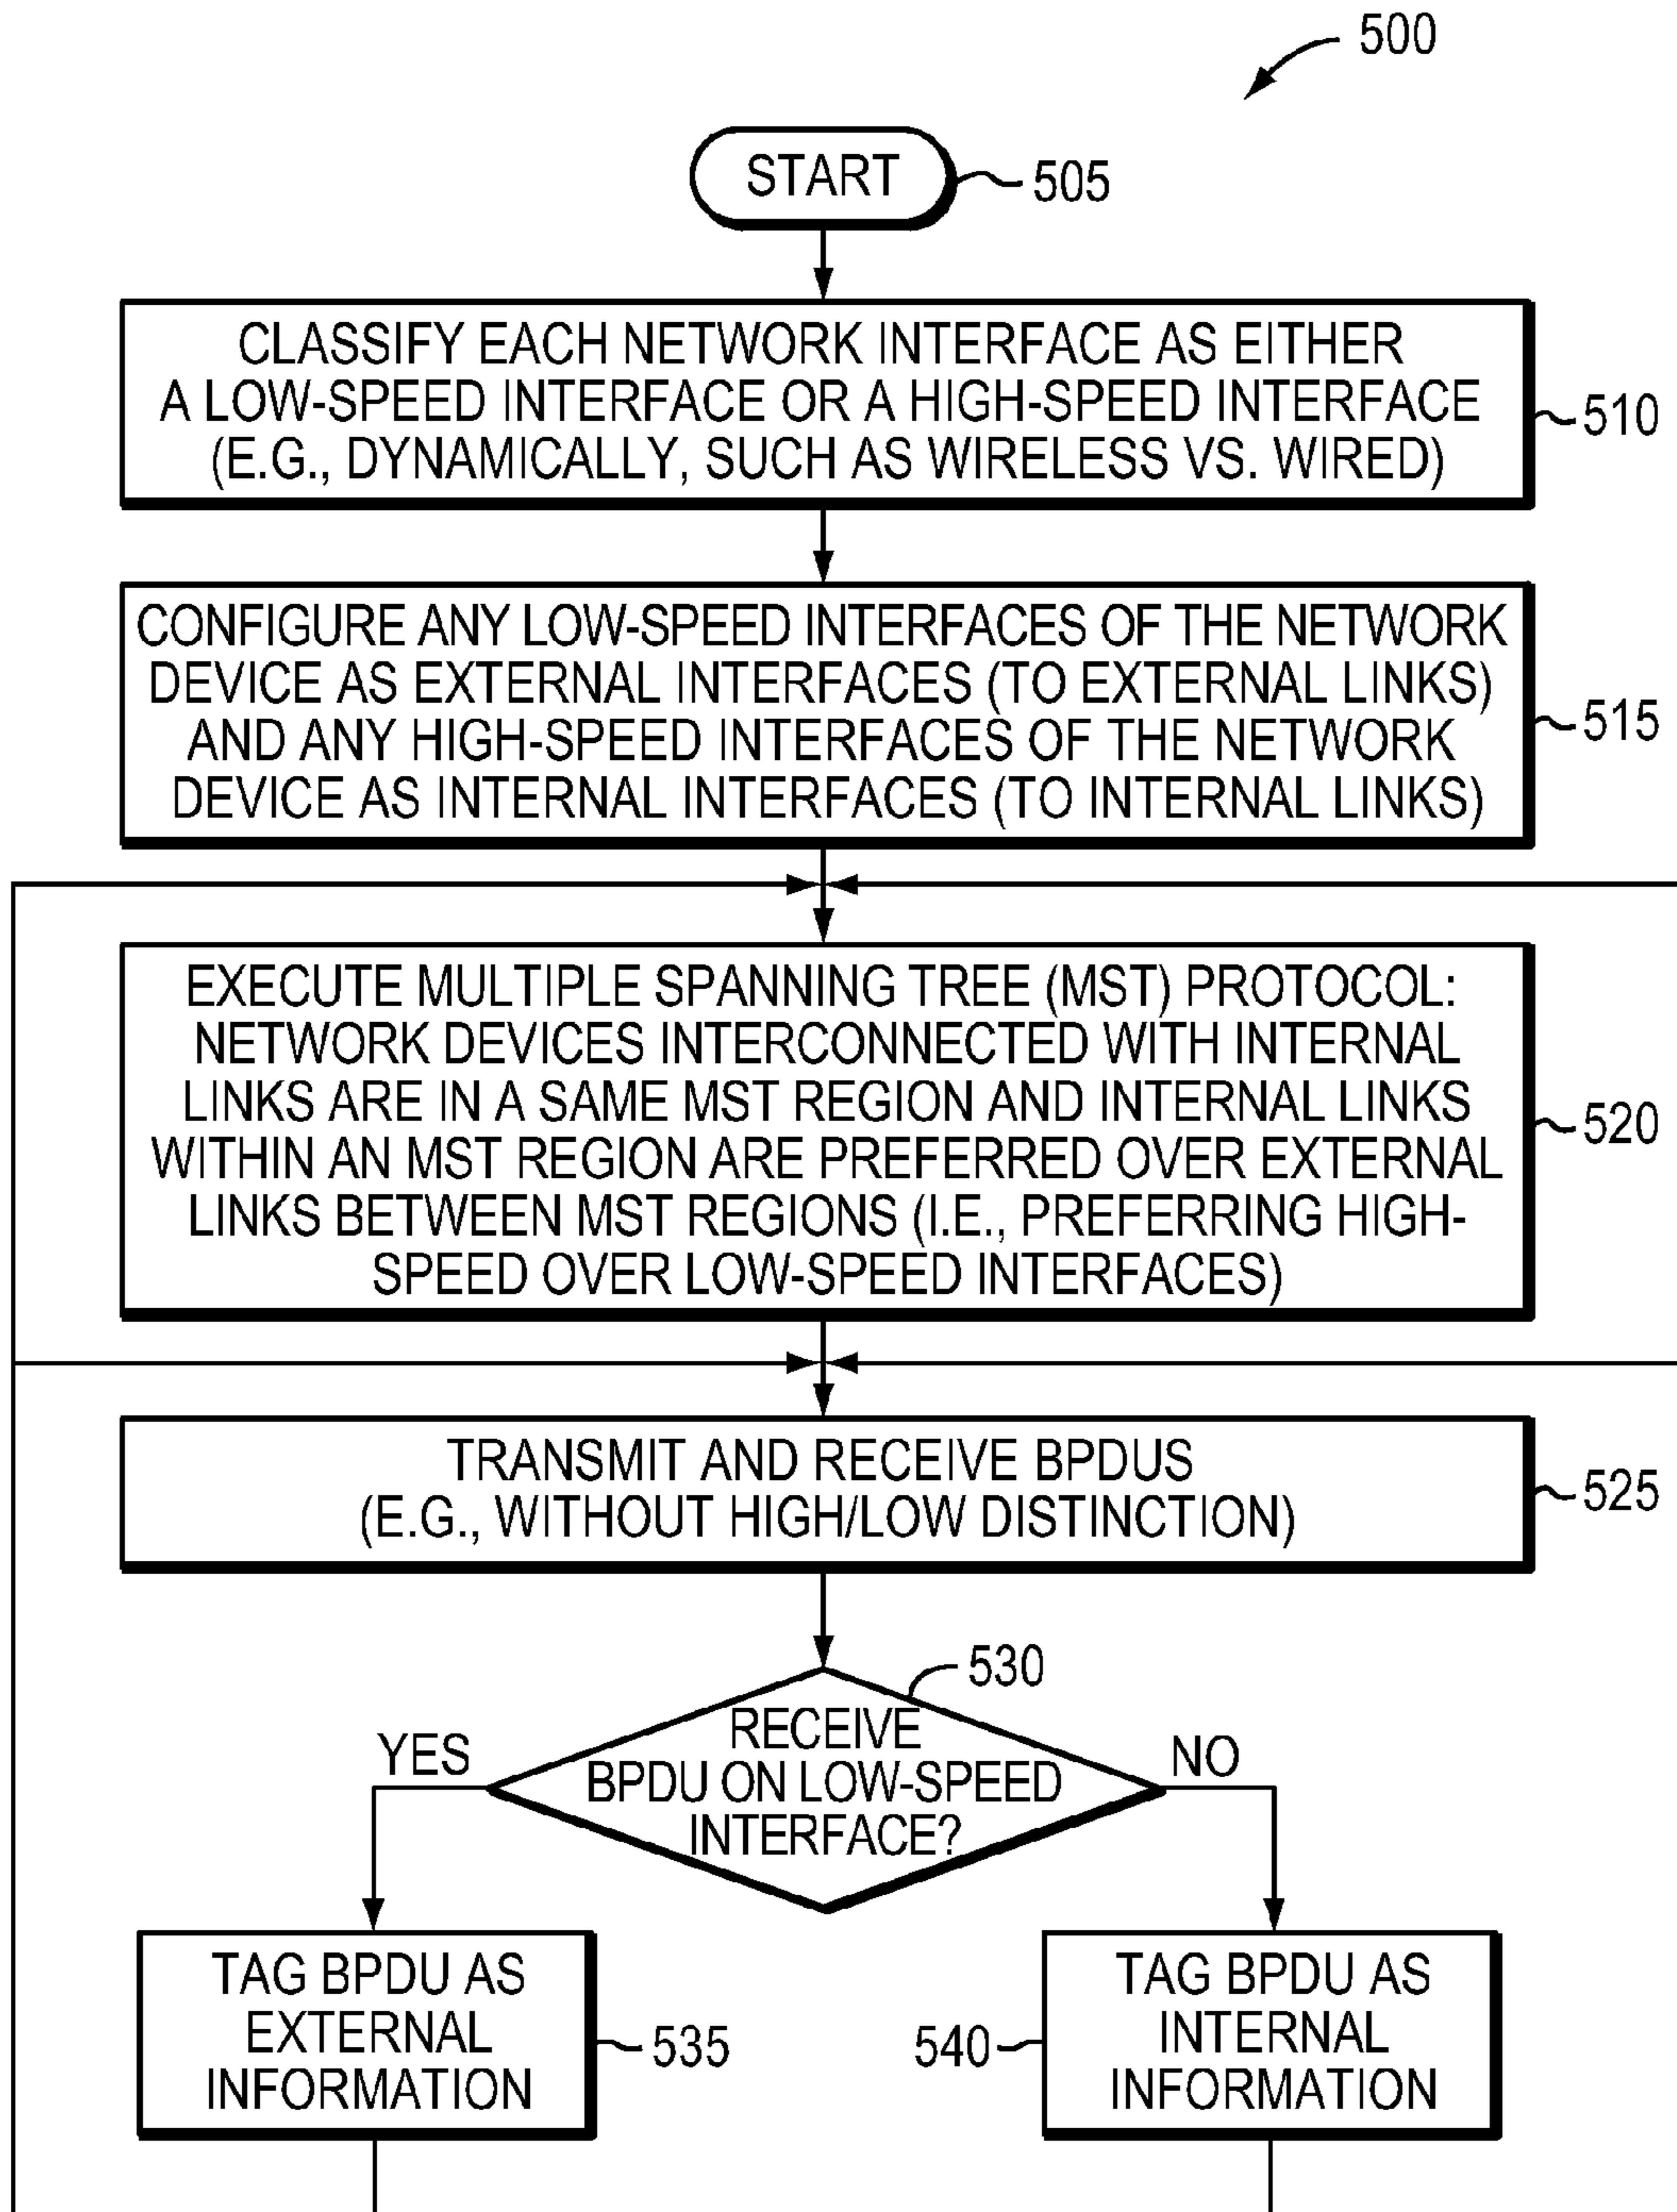 500
START
505
CLASSIFY EACH NETWORK INTERFACE AS EITHER
A LOW-SPEED INTERFACE OR A HIGH-SPEED INTERFACE
(E.G., DYNAMICALLY, SUCH AS WIRELESS VS. WIRED)
510
CONFIGURE ANY LOW-SPEED INTERFACES OF THE NETWORK
DEVICE AS EXTERNAL INTERFACES (TO EXTERNAL LINKS)
AND ANY HIGH-SPEED INTERFACES OF THE NETWORK
DEVICE AS INTERNAL INTERFACES (TO INTERNAL LINKS)
515
EXECUTE MULTIPLE SPANNING TREE (MST) PROTOCOL:
NETWORK DEVICES INTERCONNECTED WITH INTERNAL
LINKS ARE IN A SAME MST REGION AND INTERNAL LINKS
WITHIN AN MST REGION ARE PREFERRED OVER EXTERNAL
LINKS BETWEEN MST REGIONS (I.E., PREFERRING HIGH-
SPEED OVER LOW-SPEED INTERFACES)
520
TRANSMIT AND RECEIVE BPDUS
(E.G., WITHOUT HIGH/LOW DISTINCTION)
525
530
RECEIVE
BPDU ON LOW-SPEED
INTERFACE?
YES
NO
TAG BPDU AS
EXTERNAL
INFORMATION
535
540
TAG BPDU AS
INTERNAL
INFORMATION